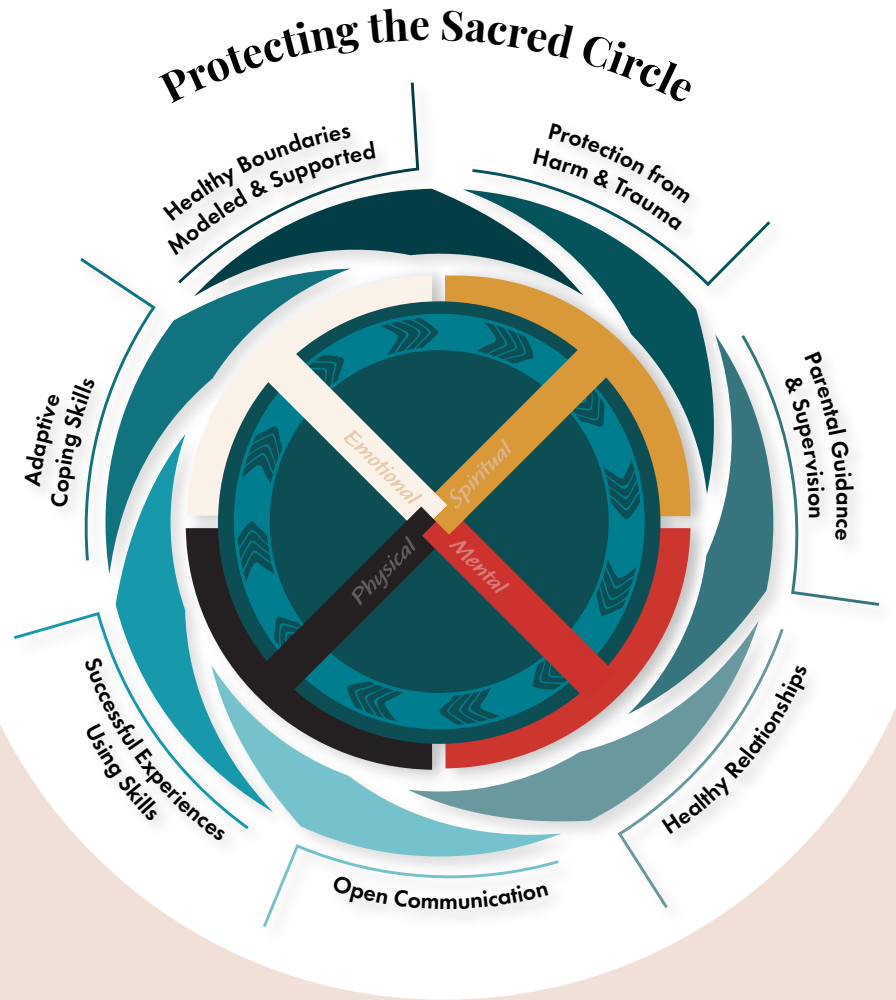 Protecting the Sacred Circle
Healthy Boundaries
Modeled & Supported
Protection from
Harm & Trauma
Parental Guidance
& Supervision
Healthy Relationships
Open Communication
Successful Experiences
Using Skills
Adaptive
Coping Skills
Emotional
Spiritual
Physical
Mental